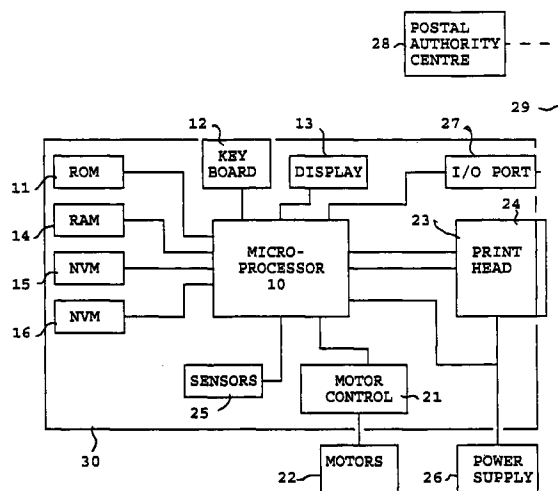 28
POSTAL
AUTHORITY
CENTRE
29
12
13
27
KEY
BOARD
DISPLAY
I/O PORT
11
ROM
14
RAM
15
NVM
16
NVM
MICRO-
PROCESSOR
10
23
24
PRINT
HEAD
SENSORS
25
MOTOR
CONTROL
21
30
22
MOTORS
26
POWER
SUPPLY